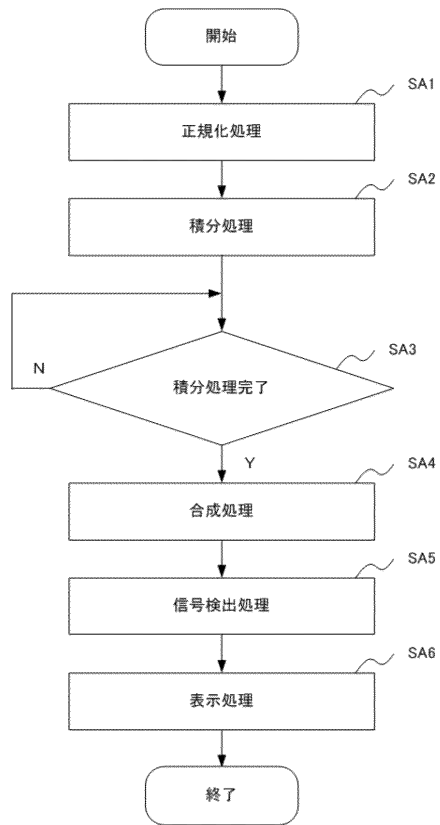 開始
SA1
正規化処理
SA2
積分処理
SA3
N
積分処理完了
Y
SA4
合成処理
SA5
信号検出処理
SA6
表示処理
終了